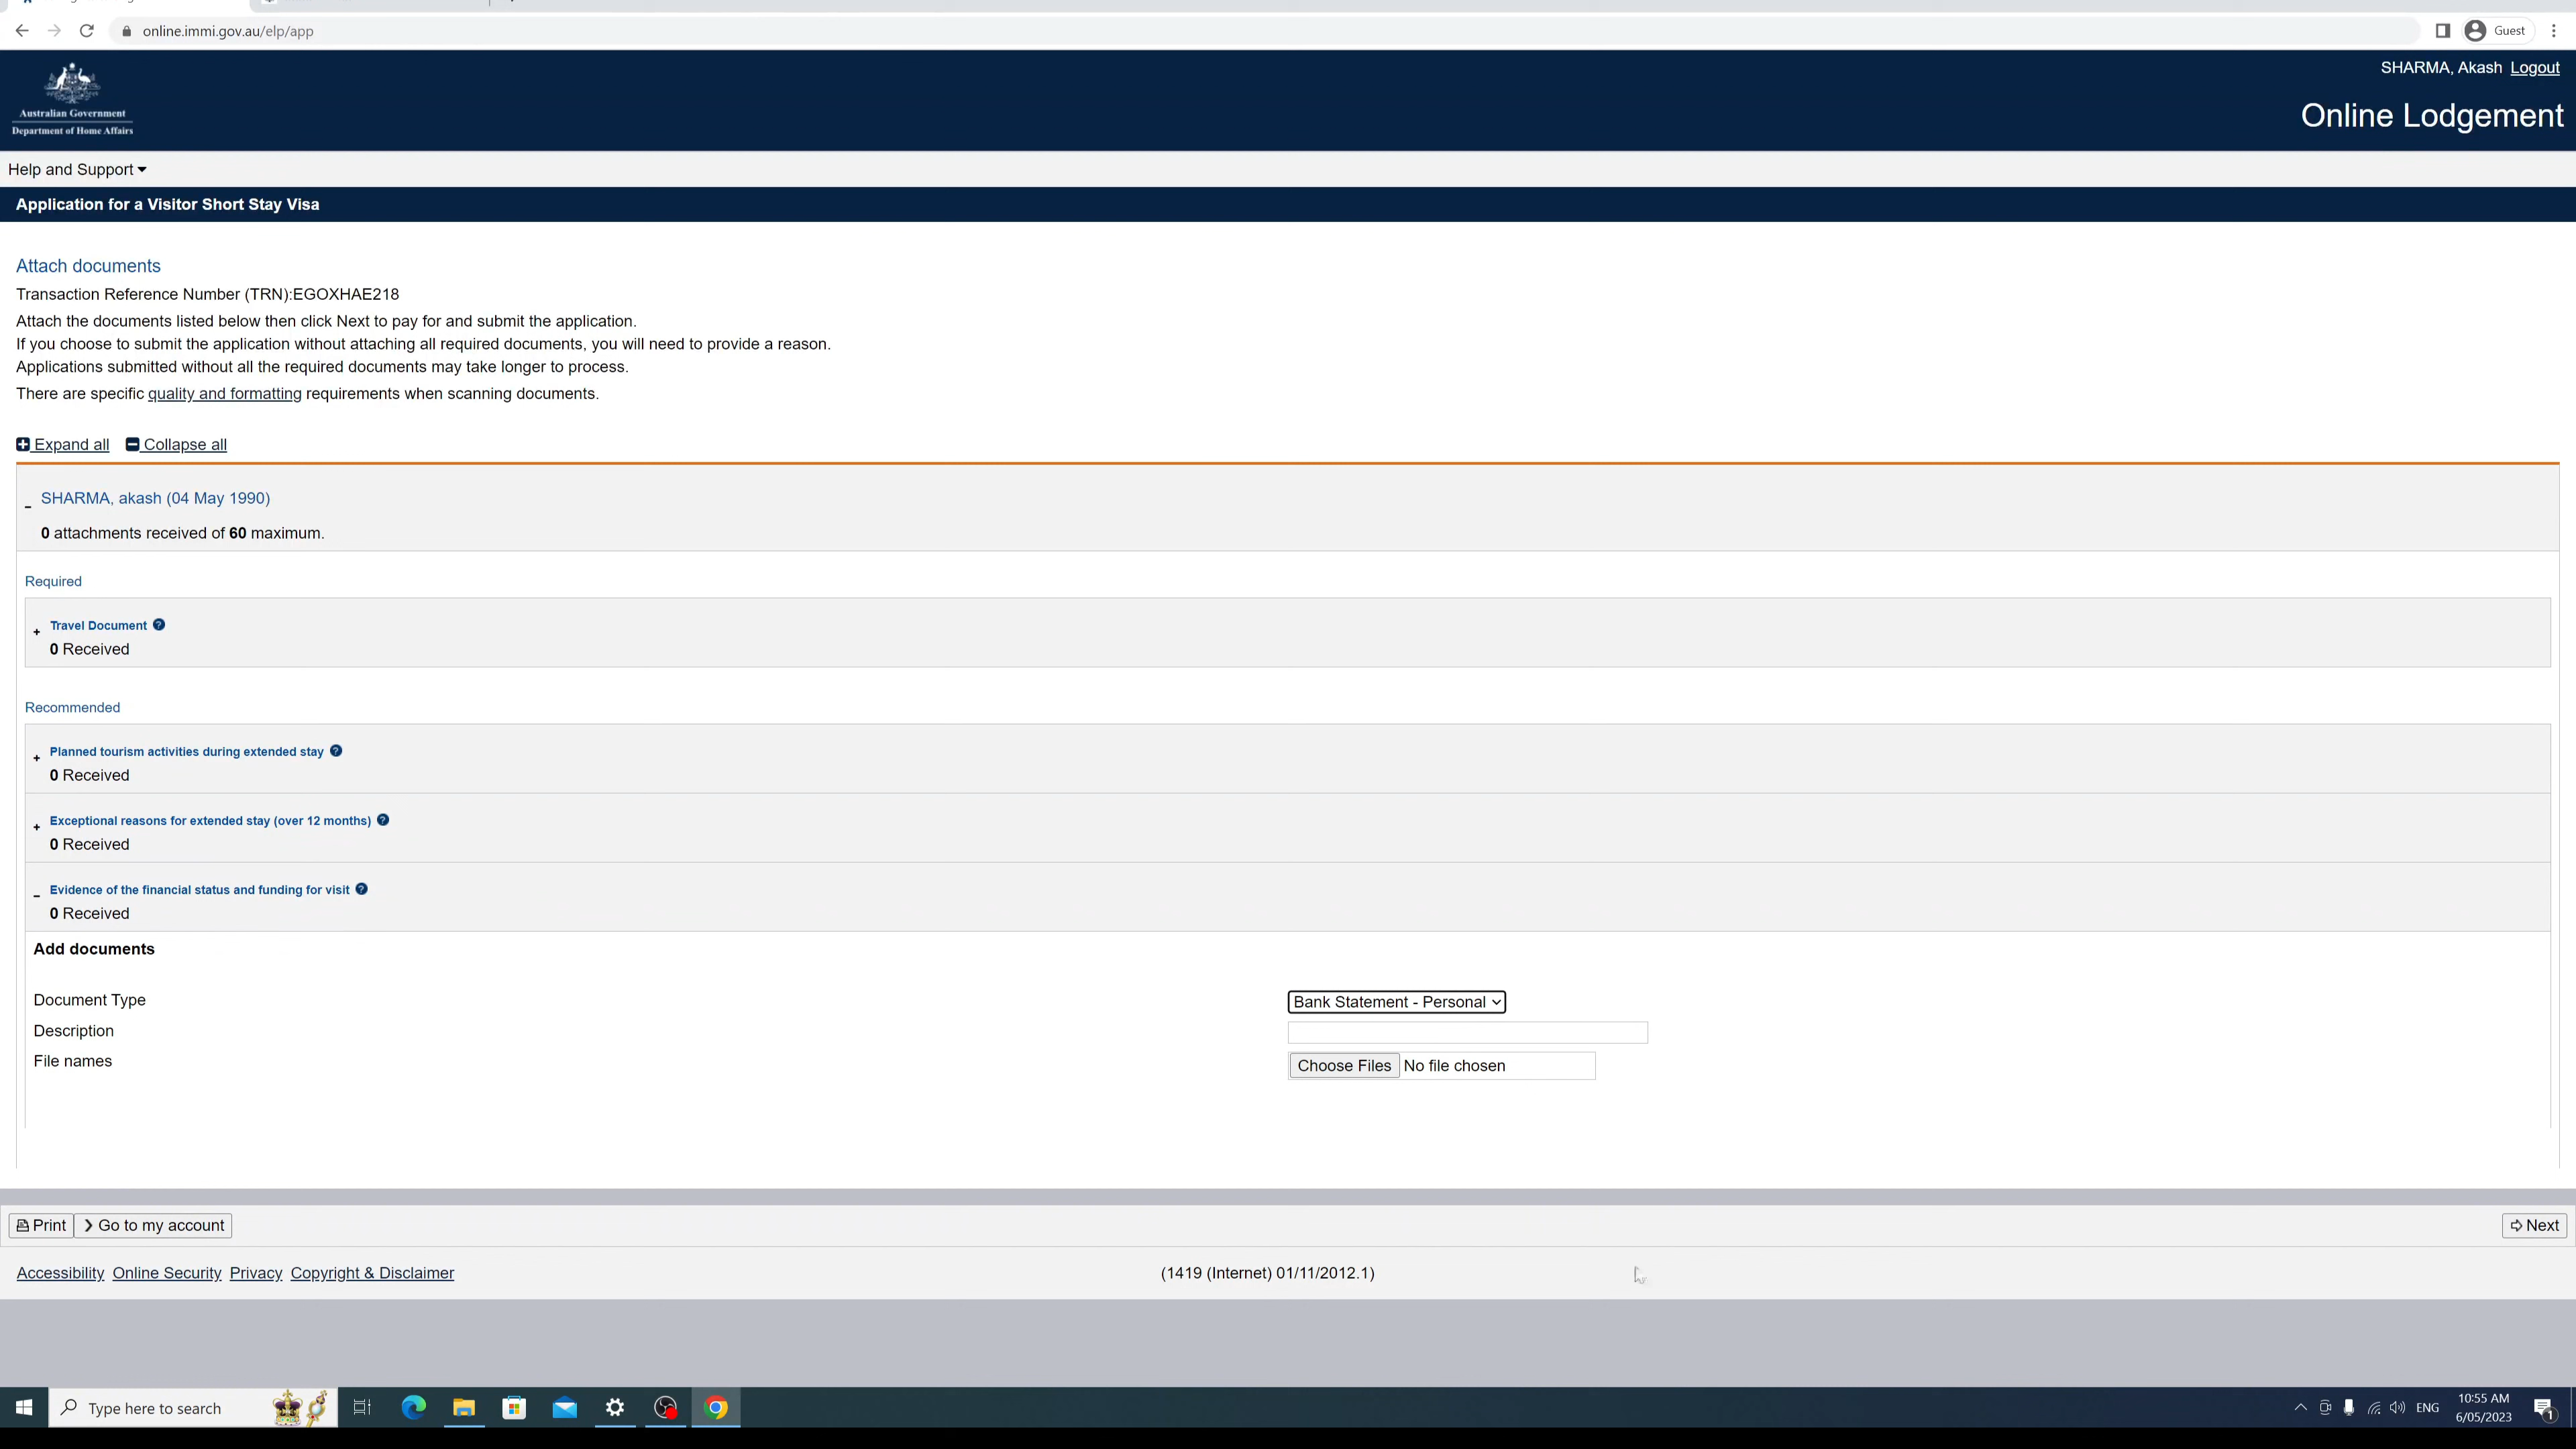 online.immi.gov.au/elp/app
Guest
Australian Government
Department of Home Affairs
SHARMA, Akash Logout
Online Lodgement
Help and Support
Application for a Visitor Short Stay Visa
Attach documents
Transaction Reference Number (TRN):EGOXHAE218
Attach the documents listed below then click Next to pay for and submit the application.
If you choose to submit the application without attaching all required documents, you will need to provide a reason.
Applications submitted without all the required documents may take longer to process.
There are specific quality and formatting requirements when scanning documents.
Expand all Collapse all
SHARMA, akash (04 May 1990)
0 attachments received of 60 maximum.
Required
Travel Document
0 Received
Recommended
Planned tourism activities during extended stay
0 Received
Exceptional reasons for extended stay (over 12 months)
0 Received
Evidence of the financial status and funding for visit
0 Received
Add documents
Document Type Bank Statement - Personal
Description
File names Choose Files No file chosen
Print Go to my account Next
Accessibility Online Security Privacy Copyright & Disclaimer (1419 (Internet) 01/11/2012.1)
Type here to search
ENG
10:55 AM
6/05/2023
1